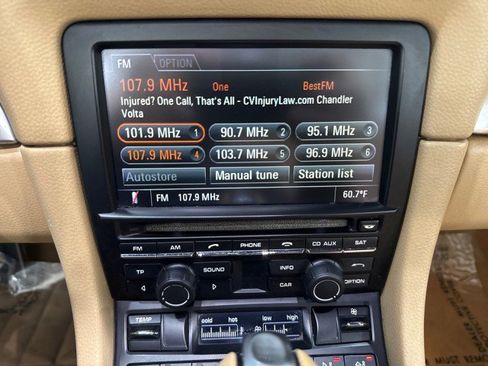 FM OPTION
107.9 MHz One BestFM
Injured? One Call, That's All - CVInjuryLaw.com Chandler
Volta
101.9 MHz 1 90.7 MHz 2 95.1 MHz 3
107.9 MHz 4 103.7 MHz 5 96.9 MHz 6
Autostore Manual tune Station list
FM 107.9 MHz 60.7°F
FM AM PHONE CD AUX SAT
TP SOUND INFO
CAR OPTION
TEMP cold hot low high